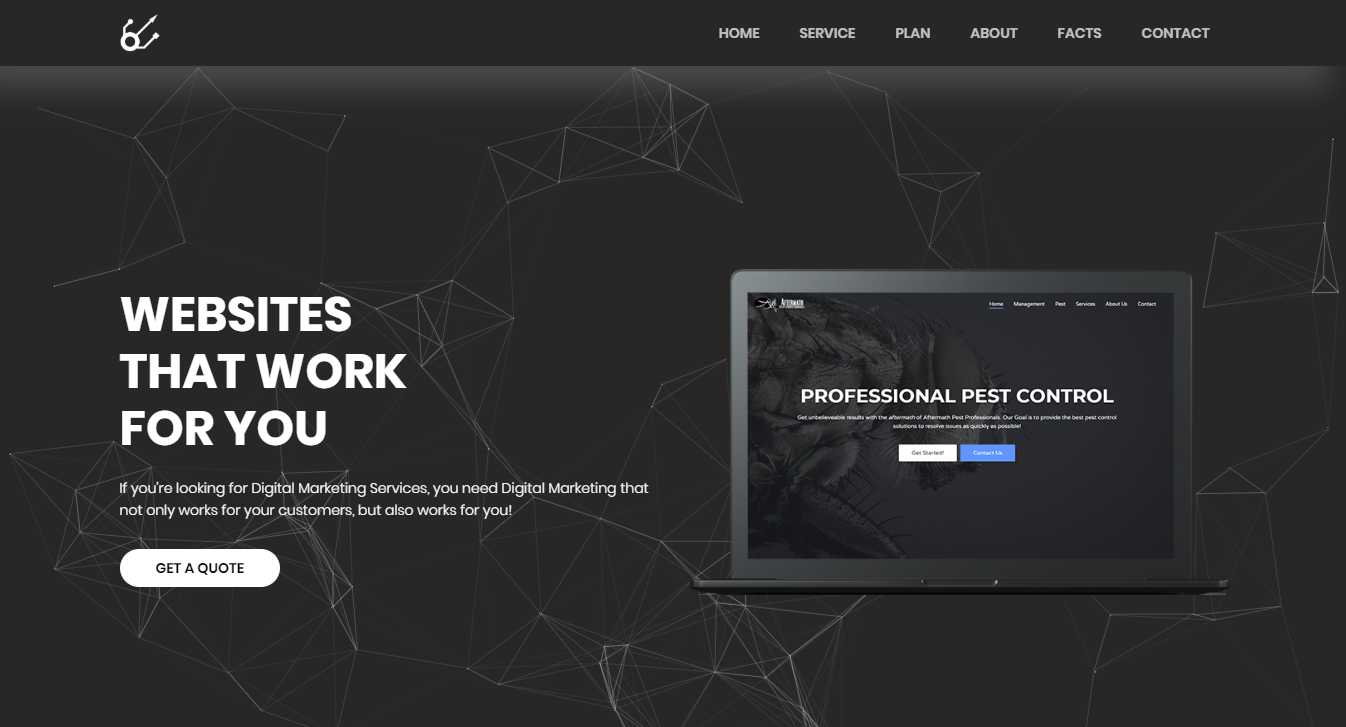 HOME SERVICE PLAN ABOUT FACTS CONTACT
WEBSITES
THAT WORK
FOR YOU
If you're looking for Digital Marketing Services, you need Digital Marketing that
not only works for your customers, but also works for you!
GET A QUOTE
AFTERMATH
Home Management Pest Services About Us Contact
PROFESSIONAL PEST CONTROL
Get unbelieveable results with the aftermath of Aftermath Pest Professionals. Our Goal is to provide the best pest control
solutions to resolve issues as quickly as possible!
Get Started! Contact Us